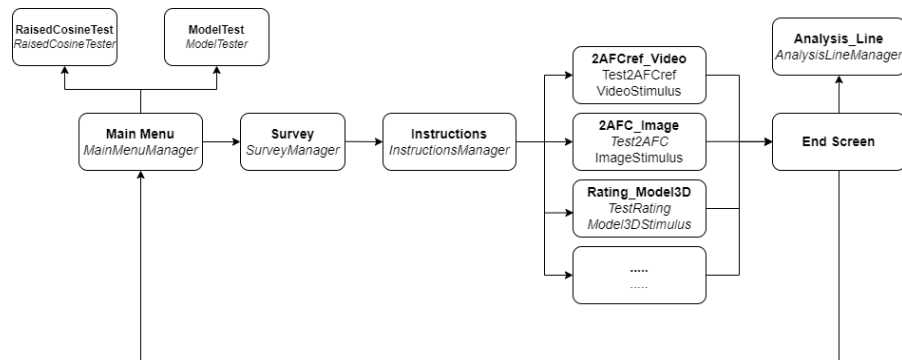 RaisedCosineTest
RaisedCosineTester
ModelTest
ModelTester
Main Menu
MainMenuManager
Survey
SurveyManager
Instructions
InstructionsManager
2AFCref_Video
Test2AFCref
VideoStimulus
2AFC_Image
Test2AFC
ImageStimulus
Rating_Model3D
TestRating
Model3DStimulus
.....
.....
End Screen
Analysis_Line
AnalysisLineManager